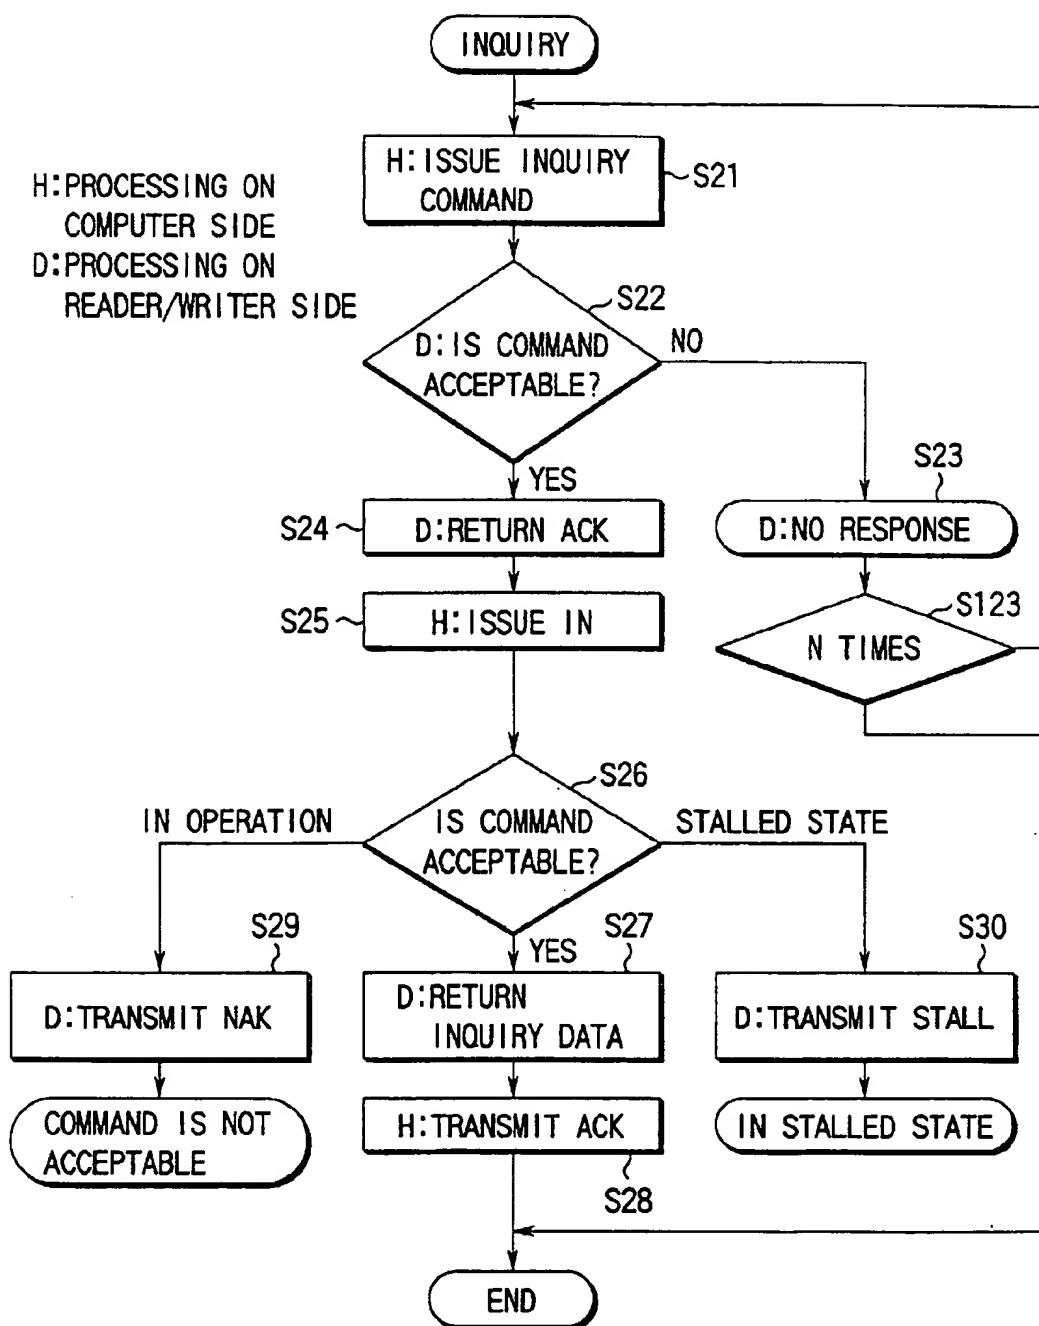 INQUIRY
H:ISSUE INQUIRY
COMMAND
S21
H:PROCESSING ON
COMPUTER SIDE
D:PROCESSING ON
READER/WRITER SIDE
S22
D:IS COMMAND
ACCEPTABLE?
NO
YES
S23
S24
D:RETURN ACK
D:NO RESPONSE
S25
H:ISSUE IN
S123
N TIMES
S26
IN OPERATION
IS COMMAND
ACCEPTABLE?
STALLED STATE
S29
YES
S27
S30
D:TRANSMIT NAK
D:RETURN
INQUIRY DATA
D:TRANSMIT STALL
COMMAND IS NOT
ACCEPTABLE
H:TRANSMIT ACK
IN STALLED STATE
S28
END